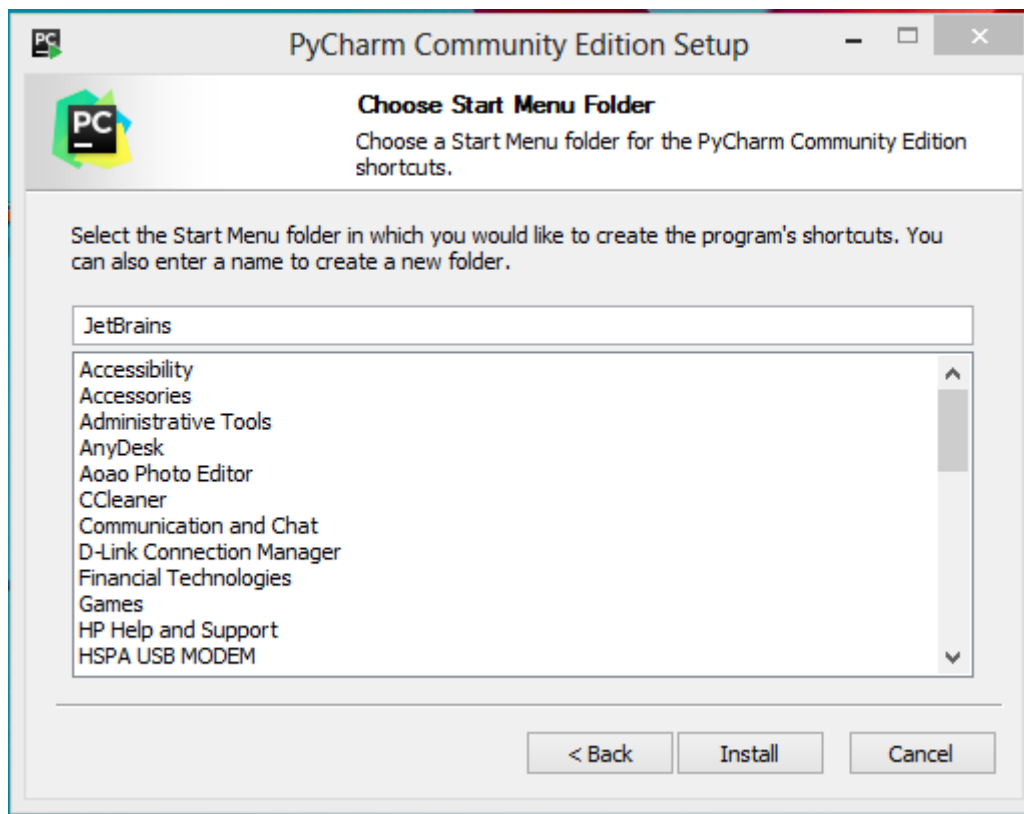 PC
PyCharm Community Edition Setup
PC
Choose Start Menu Folder
Choose a Start Menu folder for the PyCharm Community Edition
shortcuts.
Select the Start Menu folder in which you would like to create the program's shortcuts. You
can also enter a name to create a new folder.
JetBrains
Accessibility
Accessories
Administrative Tools
AnyDesk
Aoao Photo Editor
CCleaner
Communication and Chat
D-Link Connection Manager
Financial Technologies
Games
HP Help and Support
HSPA USB MODEM
< Back
Install
Cancel